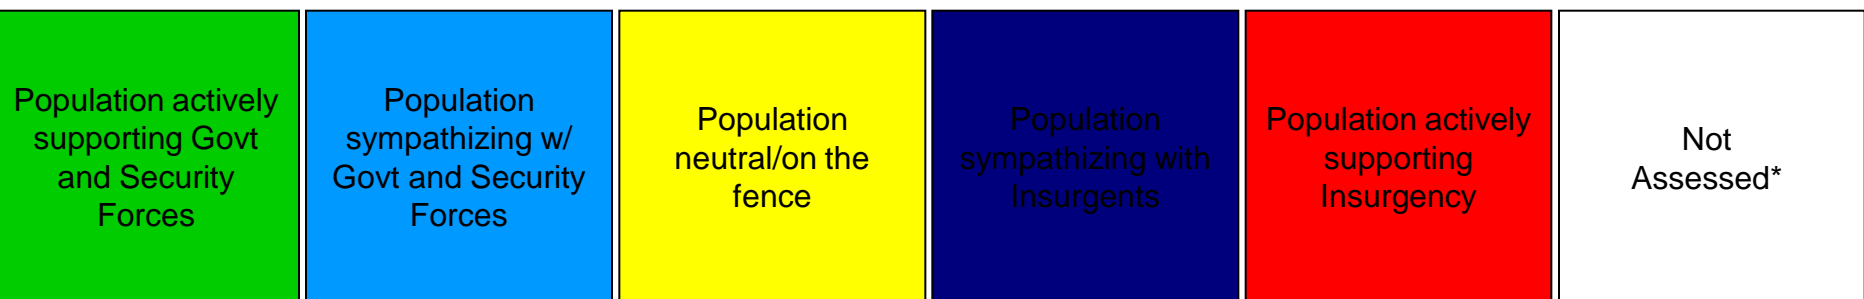 Population actively
supporting Govt
and Security
Forces
Population
sympathizing w/
Govt and Security
Forces
Population
neutral/on the
fence
Population
sympathizing with
Insurgents
Population actively
supporting
Insurgency
Not
Assessed*